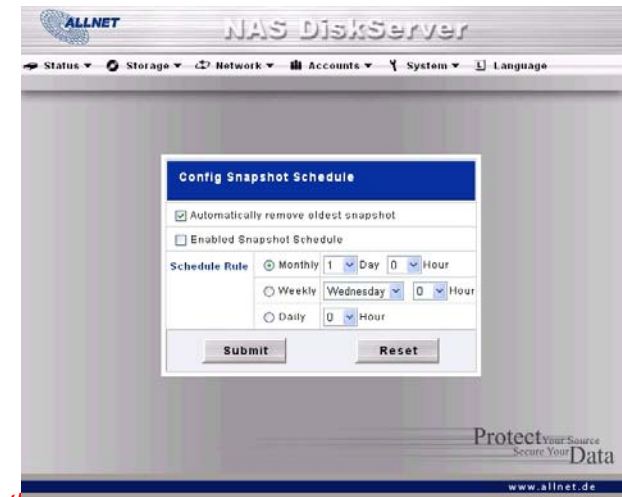 ALLNET
NAS DiskServer
Status Storage Network Accounts System Language
Config Snapshot Schedule
Automatically remove oldest snapshot
Enabled Snapshot Schedule
Schedule Rule Monthly 1 Day 0 Hour
Weekly Wednesday 0 Hour
Daily 0 Hour
Submit Reset
Protect Your Source
Secure Your Data
www.allnet.de